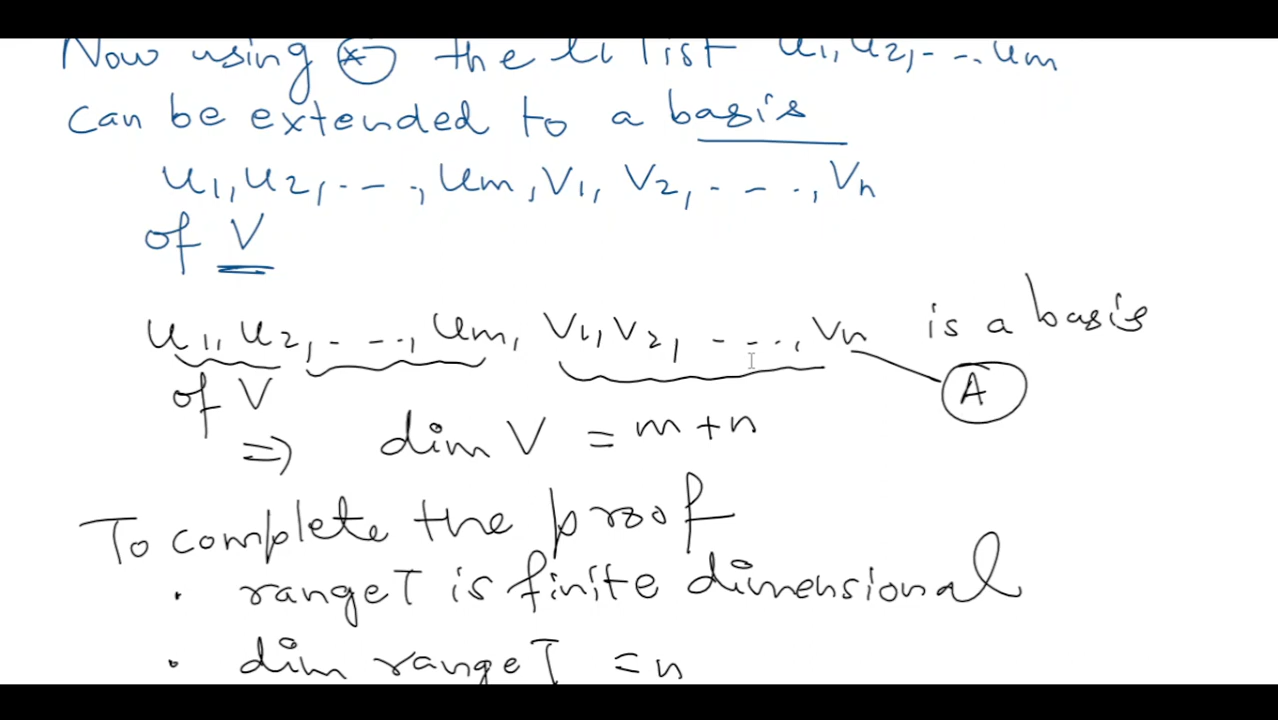 Now using * the li list u1, u2, - .. um
can be extended to a basis
u1, u2, . - - . , um, v1, v2, . - - . , vn
of V
u1, u2, . - . . , um, v1, v2, . - . . , vn is a basis
of V A
=> dim V = m + n
To complete the proof
. range T is finite dimensional
. dim range T = n